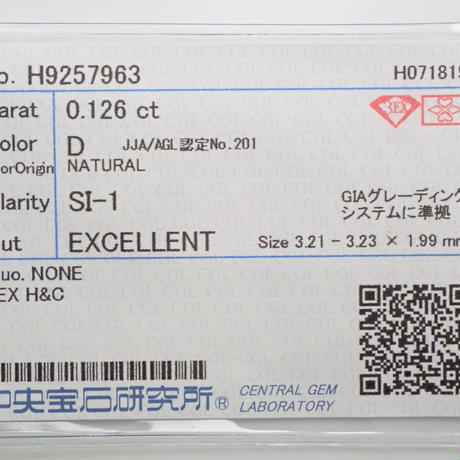 o. H9257963 H071815
arat 0.126 ct
3EX
olor D JJA/AGL認定No.201
orOrigin NATURAL
larity SI-1 GIAグレーディング
システムに準拠
ut EXCELLENT Size 3.21 - 3.23 × 1.99 mm
luo. NONE
EX H&C
中央宝石研究所® CENTRAL GEM
LABORATORY